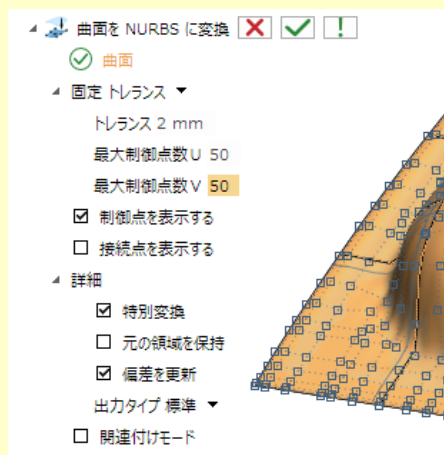 曲面を NURBS に変換
曲面
固定 トレランス
トレランス 2 mm
最大制御点数U 50
最大制御点数V 50
制御点を表示する
接続点を表示する
詳細
特別変換
元の領域を保持
偏差を更新
出力タイプ 標準
関連付けモード